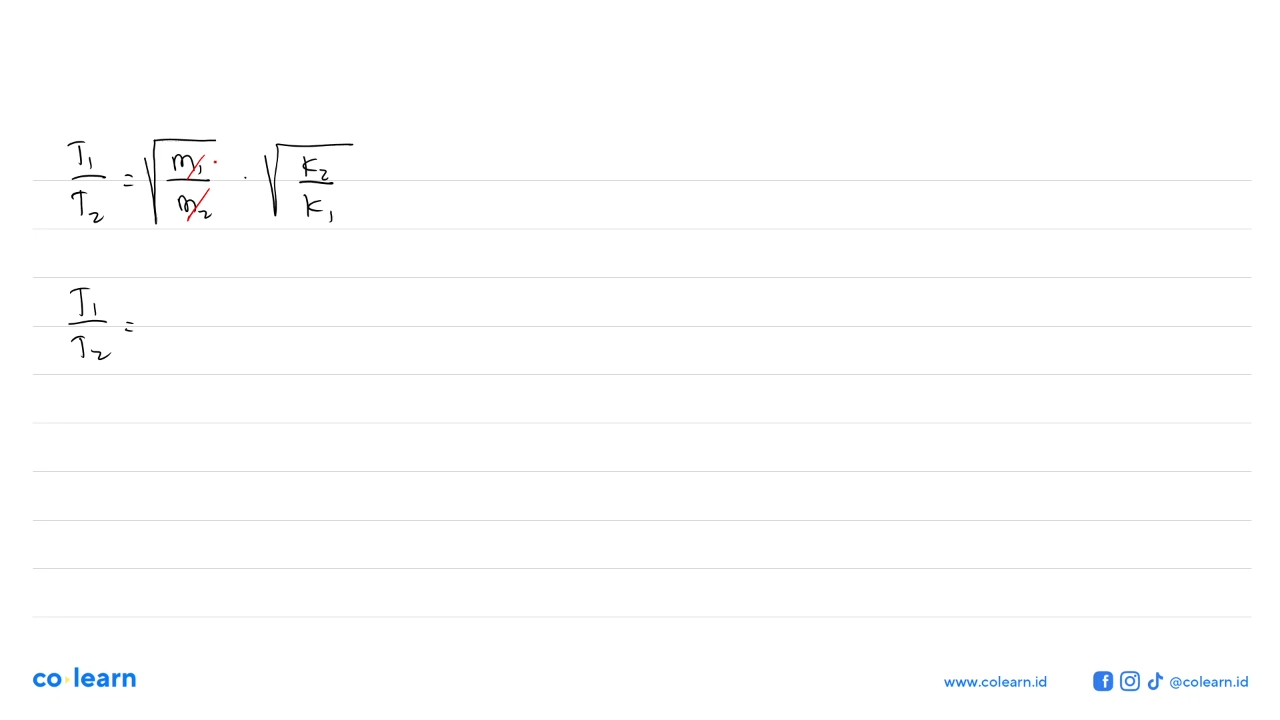 T₁/T₂ = √(m₁/m₂) · √(k₂/k₁)
T₁/T₂ =
co learn
www.colearn.id @colearn.id